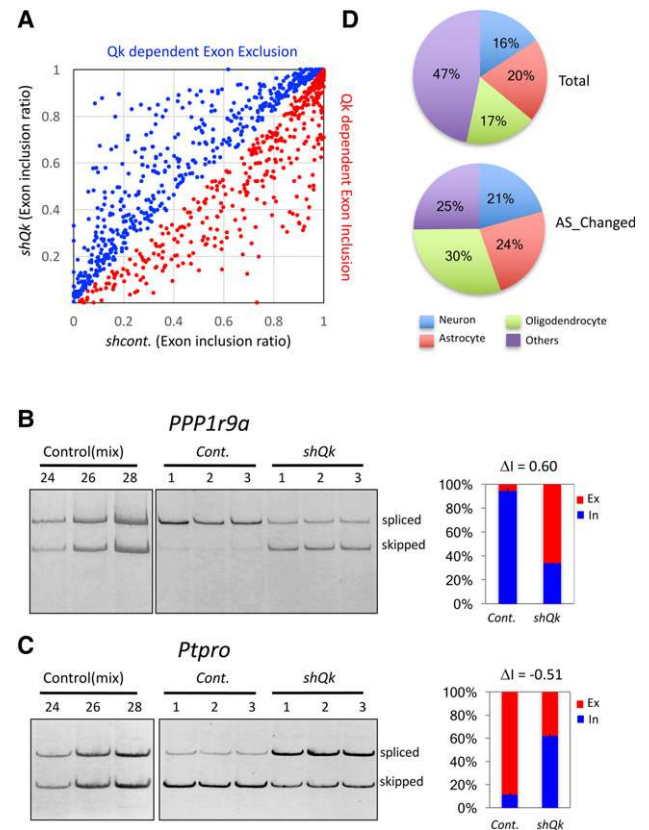 A
Qk dependent Exon Exclusion
1
0.8
0.6
0.4
0.2
0 0.2 0.4 0.6 0.8 1
shQk (Exon inclusion ratio)
shcont. (Exon inclusion ratio)
Qk dependent Exon Inclusion
D
16%
20%
17%
47%
Total
21%
24%
30%
25%
AS_Changed
Neuron Oligodendrocyte
Astrocyte Others
B
PPP1r9a
Control(mix) Cont. shQk
24 26 28 1 2 3 1 2 3
spliced
skipped
ΔI = 0.60
100%
80%
60%
40%
20%
0%
Ex
In
Cont. shQk
C
Ptpro
Control(mix) Cont. shQk
24 26 28 1 2 3 1 2 3
spliced
skipped
ΔI = -0.51
100%
80%
60%
40%
20%
0%
Ex
In
Cont. shQk